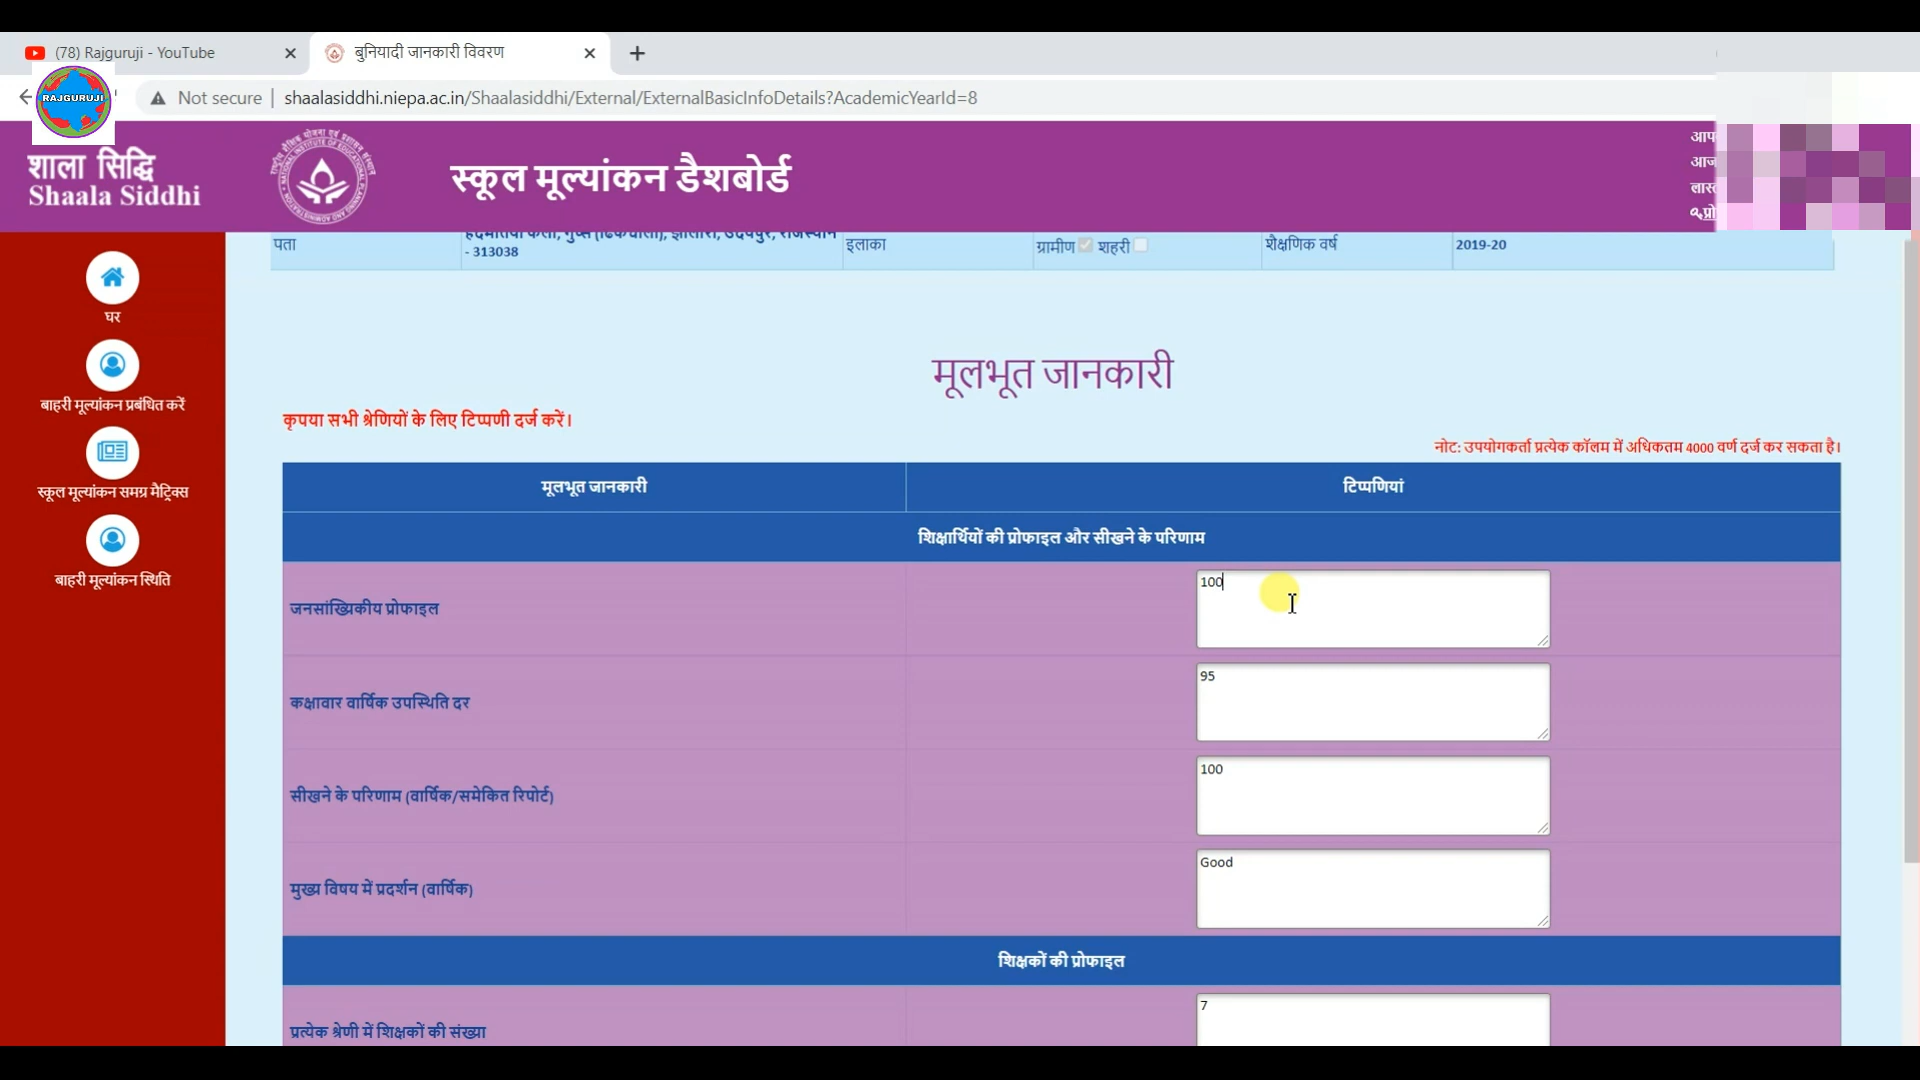 (78) Rajguruji - YouTube
बुनियादी जानकारी विवरण
RAJGURUJI
Not secure | shaalasiddhi.niepa.ac.in/Shaalasiddhi/External/ExternalBasicInfoDetails?AcademicYearId=8
शाला सिद्धि
Shaala Siddhi
स्कूल मूल्यांकन डैशबोर्ड
घर
बाहरी मूल्यांकन प्रबंधित करें
स्कूल मूल्यांकन समग्र मैट्रिक्स
बाहरी मूल्यांकन स्थिति
पता
उदयपुर, राजस्थान
- 313038
इलाका
ग्रामीण शहरी
शैक्षणिक वर्ष
2019-20
मूलभूत जानकारी
कृपया सभी श्रेणियों के लिए टिप्पणी दर्ज करें।
नोट: उपयोगकर्ता प्रत्येक कॉलम में अधिकतम 4000 वर्ण दर्ज कर सकता है।
मूलभूत जानकारी
टिप्पणियां
शिक्षार्थियों की प्रोफाइल और सीखने के परिणाम
जनसांख्यिकीय प्रोफाइल
100
कक्षावार वार्षिक उपस्थिति दर
95
सीखने के परिणाम (वार्षिक/समेकित रिपोर्ट)
100
मुख्य विषय में प्रदर्शन (वार्षिक)
Good
शिक्षकों की प्रोफाइल
प्रत्येक श्रेणी में शिक्षकों की संख्या
7